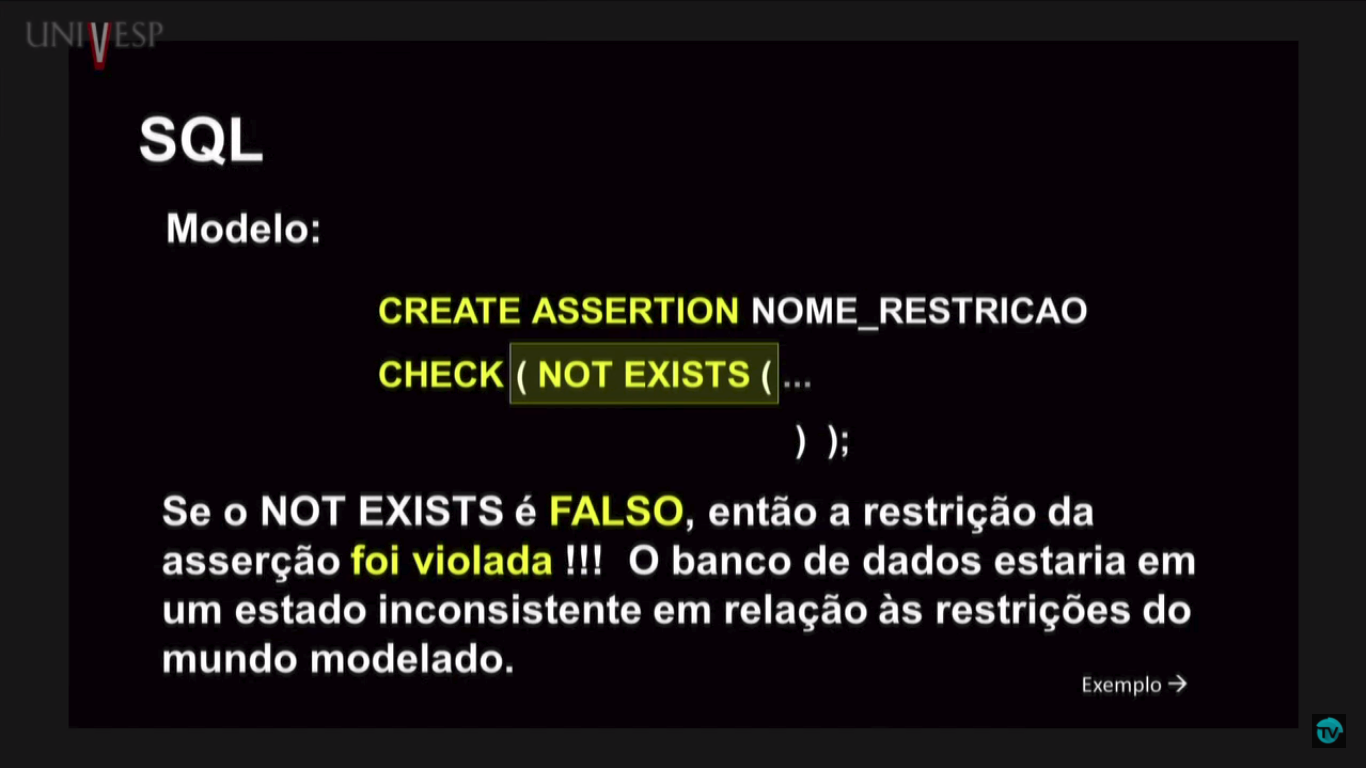 UNIVESP
SQL
Modelo:
CREATE ASSERTION NOME_RESTRICAO
CHECK ( NOT EXISTS ( ...
) );
Se o NOT EXISTS é FALSO, então a restrição da
asserção foi violada !!! O banco de dados estaria em
um estado inconsistente em relação às restrições do
mundo modelado.
Exemplo →
TV